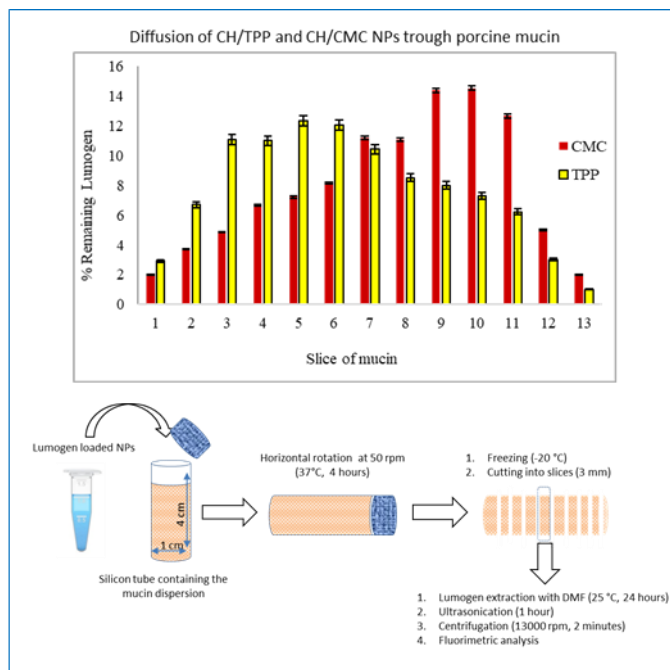 Diffusion of CH/TPP and CH/CMC NPs trough porcine mucin
% Remaining Lumogen
16
14
12
10
8
6
4
2
0
CMC
TPP
1 2 3 4 5 6 7 8 9 10 11 12 13
Slice of mucin
Lumogen loaded NPs
4 cm
1 cm
Silicon tube containing the
mucin dispersion
Horizontal rotation at 50 rpm
(37°C, 4 hours)
1. Freezing (-20 °C)
2. Cutting into slices (3 mm)
1. Lumogen extraction with DMF (25 °C, 24 hours)
2. Ultrasonication (1 hour)
3. Centrifugation (13000 rpm, 2 minutes)
4. Fluorimetric analysis